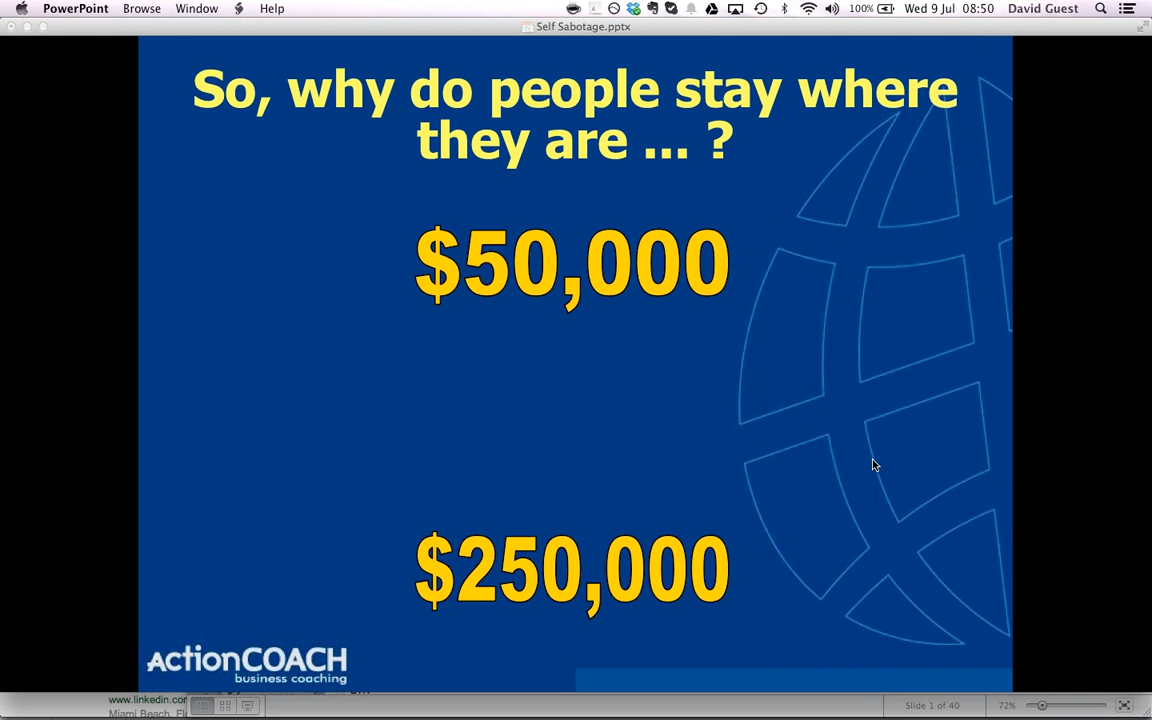 PowerPoint Browse Window Help 100% Wed 9 Jul 08:50 David Guest
Self Sabotage.pptx
So, why do people stay where
they are ... ?
$50,000
$250,000
actionCOACH
business coaching
www.linkedin.com
Slide 1 of 40 72%
Miami Beach,